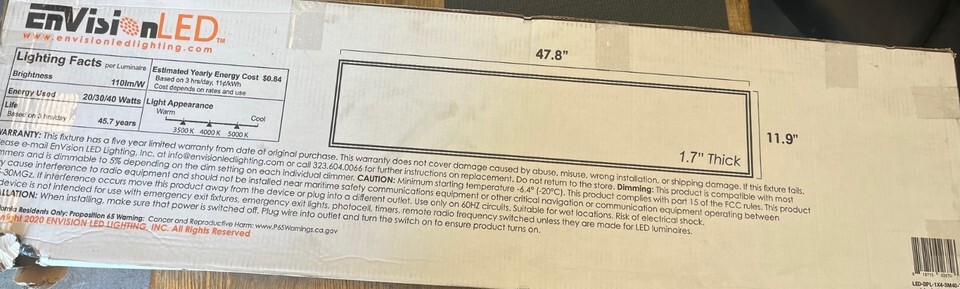 EnVisionLED™
www.envisionledlighting.com
Lighting Facts per Luminaire
Brightness 110lm/W
Energy Used 20/30/40 Watts
Life
Based on 3 hrs/day 45.7 years
Estimated Yearly Energy Cost $0.84
Based on 3 hrs/day, 11¢/kWh
Cost depends on rates and use
Light Appearance
Warm Cool
3500 K 4000 K 5000 K
47.8"
11.9"
1.7" Thick
WARRANTY: This fixture has a five year limited warranty from date of original purchase. This warranty does not cover damage caused by abuse, misuse, wrong installation, or shipping damage. If this fixture fails,
ease e-mail EnVision LED Lighting, Inc. at info@envisionledlighting.com or call 323.604.0066 for further instructions on replacement. Do not return to the store. Dimming: This product is compatible with most
mmers and is dimmable to 5% depending on the dim setting on each individual dimmer. CAUTION: Minimum starting temperature -6.4° (-20°C). This product complies with part 15 of the FCC rules. This product
y cause interference to radio equipment and should not be installed near maritime safety communications equipment or other critical navigation or communication equipment operating between
-30MGz. If interference occurs move this product away from the device or plug into a different outlet. Use only on 60HZ circuits. Suitable for wet locations. Risk of electrical shock.
device is not intended for use with emergency exit fixtures, emergency exit lights, photocell, timers, remote radio frequency switched unless they are made for LED luminaires.
LLATION: When installing, make sure that power is switched off. Plug wire into outlet and turn the switch on to ensure product turns on.
ornia Residents Only: Proposition 65 Warning: Cancer and Reproductive Harm: www.P65Warnings.ca.gov
right 2020 ENVISION LED LIGHTING, INC. All Rights Reserved